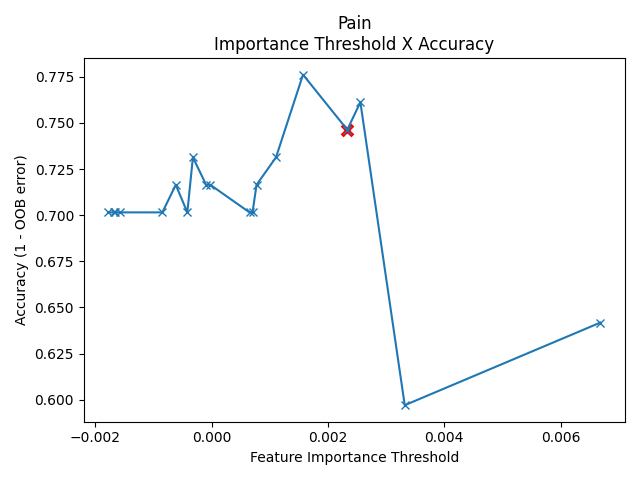 Pain
Importance Threshold X Accuracy
0.775
0.750
0.725
0.700
0.675
0.650
0.625
0.600
Accuracy (1 - OOB error)
−0.002 0.000 0.002 0.004 0.006
Feature Importance Threshold